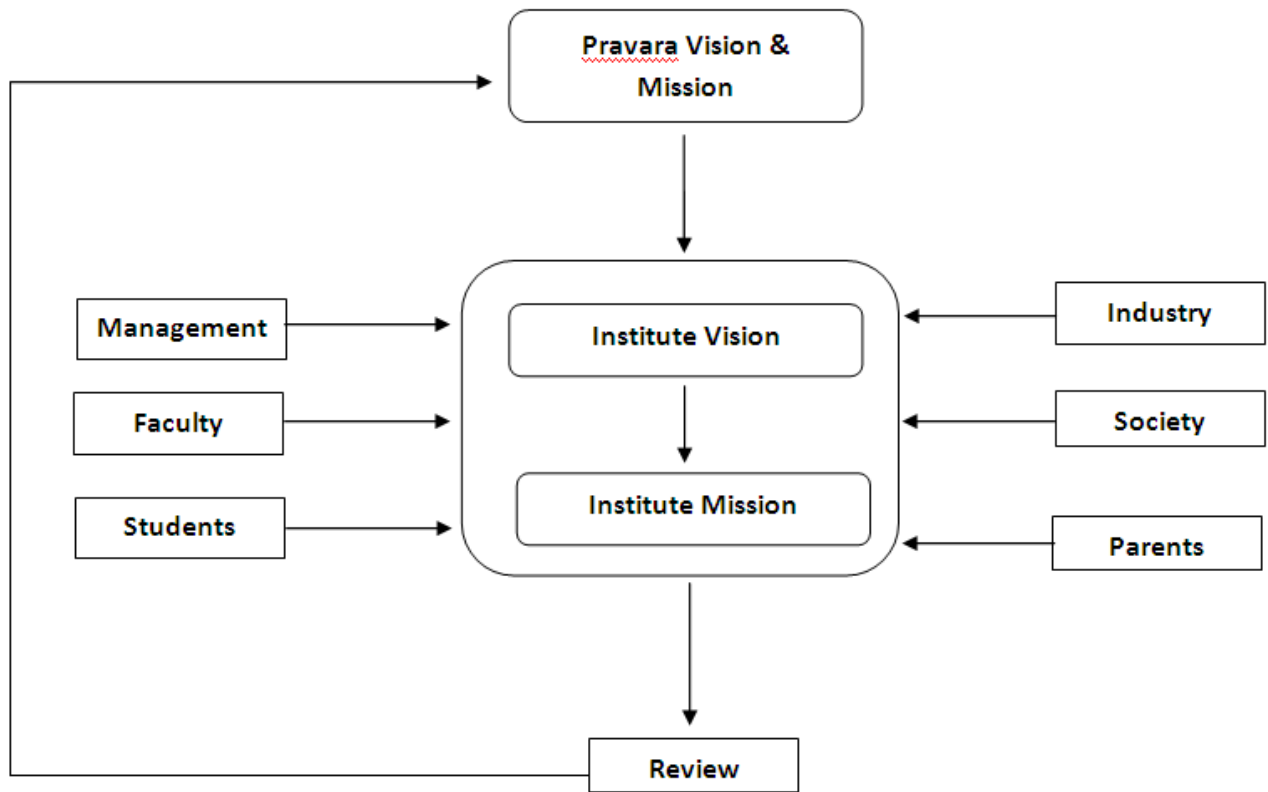 Pravara Vision &
Mission
Management
Institute Vision
Industry
Faculty
Society
Students
Institute Mission
Parents
Review